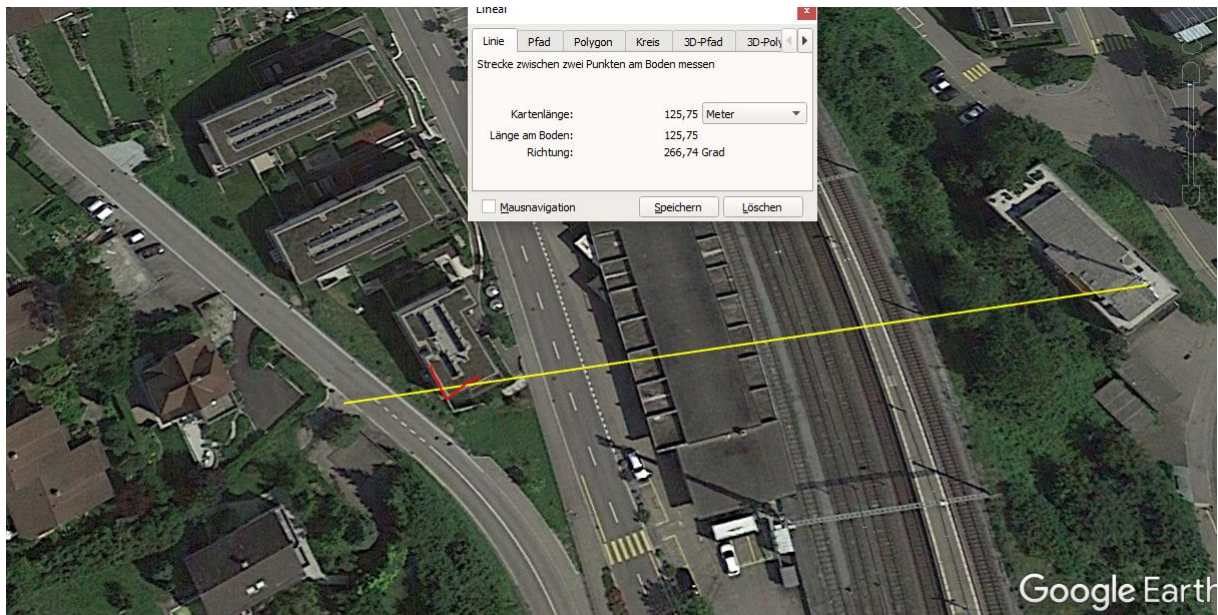 Lineal
Linie Pfad Polygon Kreis 3D-Pfad 3D-Poly
Strecke zwischen zwei Punkten am Boden messen
Kartenlänge: 125,75 Meter
Länge am Boden: 125,75
Richtung: 266,74 Grad
Mausnavigation Speichern Löschen
Google Earth